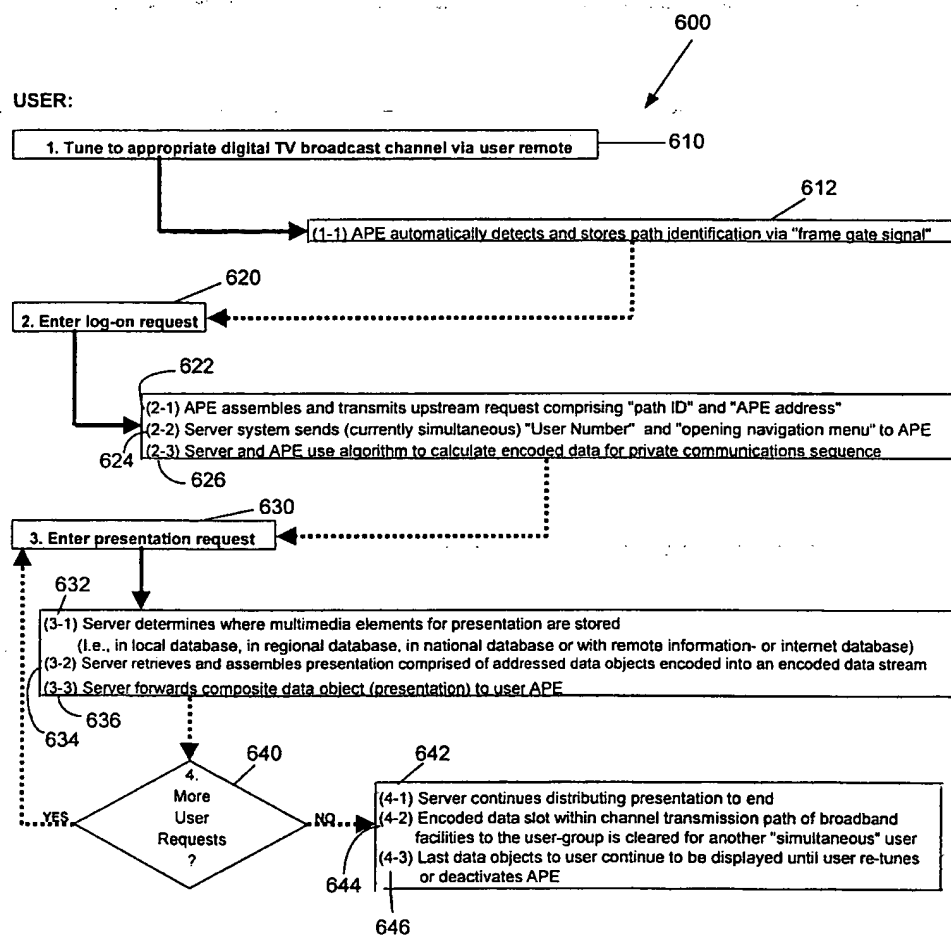 600
USER:
1. Tune to appropriate digital TV broadcast channel via user remote
610
612
(1-1) APE automatically detects and stores path identification via "frame gate signal"
620
2. Enter log-on request
622
(2-1) APE assembles and transmits upstream request comprising "path ID" and "APE address"
(2-2) Server system sends (currently simultaneous) "User Number" and "opening navigation menu" to APE
624
(2-3) Server and APE use algorithm to calculate encoded data for private communications sequence
626
630
3. Enter presentation request
632
(3-1) Server determines where multimedia elements for presentation are stored
(I.e., in local database, in regional database, in national database or with remote information- or internet database)
(3-2) Server retrieves and assembles presentation comprised of addressed data objects encoded into an encoded data stream
(3-3) Server forwards composite data object (presentation) to user APE
636
634
640
4.
More
User
Requests
?
YES
NO
642
(4-1) Server continues distributing presentation to end
(4-2) Encoded data slot within channel transmission path of broadband
facilities to the user-group is cleared for another "simultaneous" user
(4-3) Last data objects to user continue to be displayed until user re-tunes
or deactivates APE
644
646